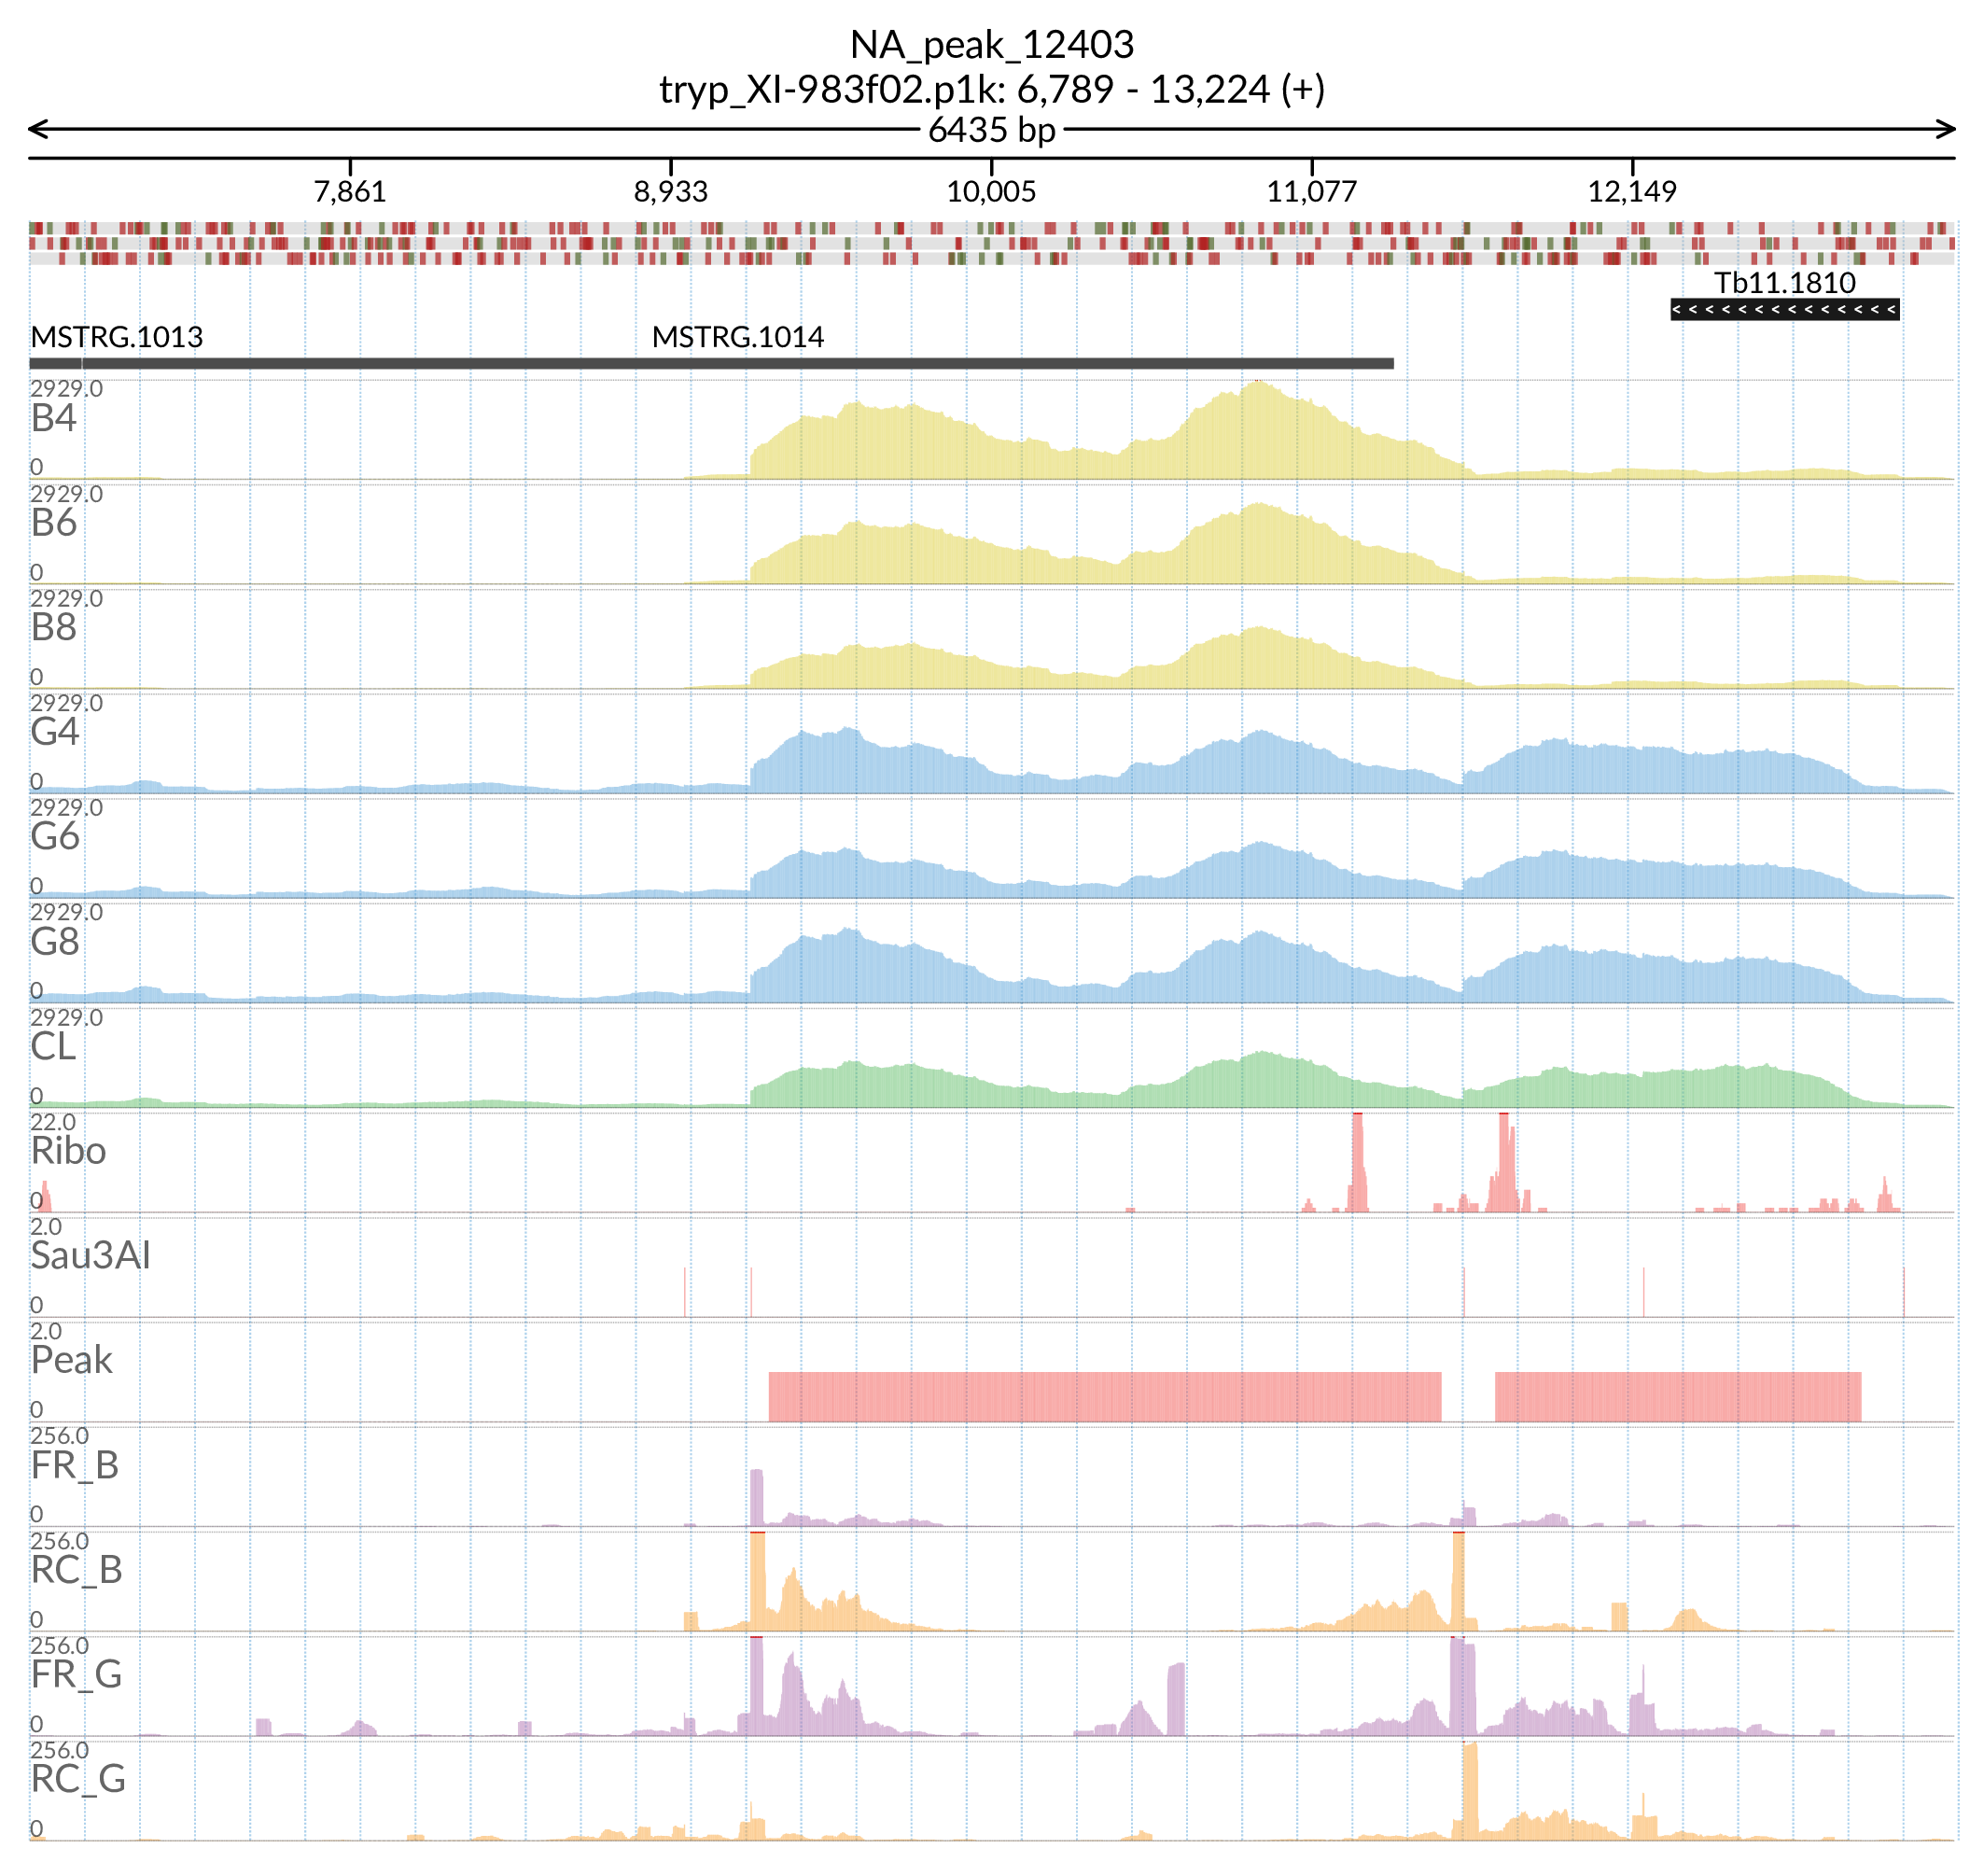 NA_peak_12403
tryp_XI-983f02.p1k: 6,789 - 13,224 (+)
6435 bp
7,861 8,933 10,005 11,077 12,149
Tb11.1810
< < < < < < < < < < < < < <
MSTRG.1013 MSTRG.1014
2929.0
B4
0
2929.0
B6
0
2929.0
B8
0
2929.0
G4
0
2929.0
G6
0
2929.0
G8
0
2929.0
CL
0
22.0
Ribo
0
2.0
Sau3AI
0
2.0
Peak
0
256.0
FR_B
0
256.0
RC_B
0
256.0
FR_G
0
256.0
RC_G
0